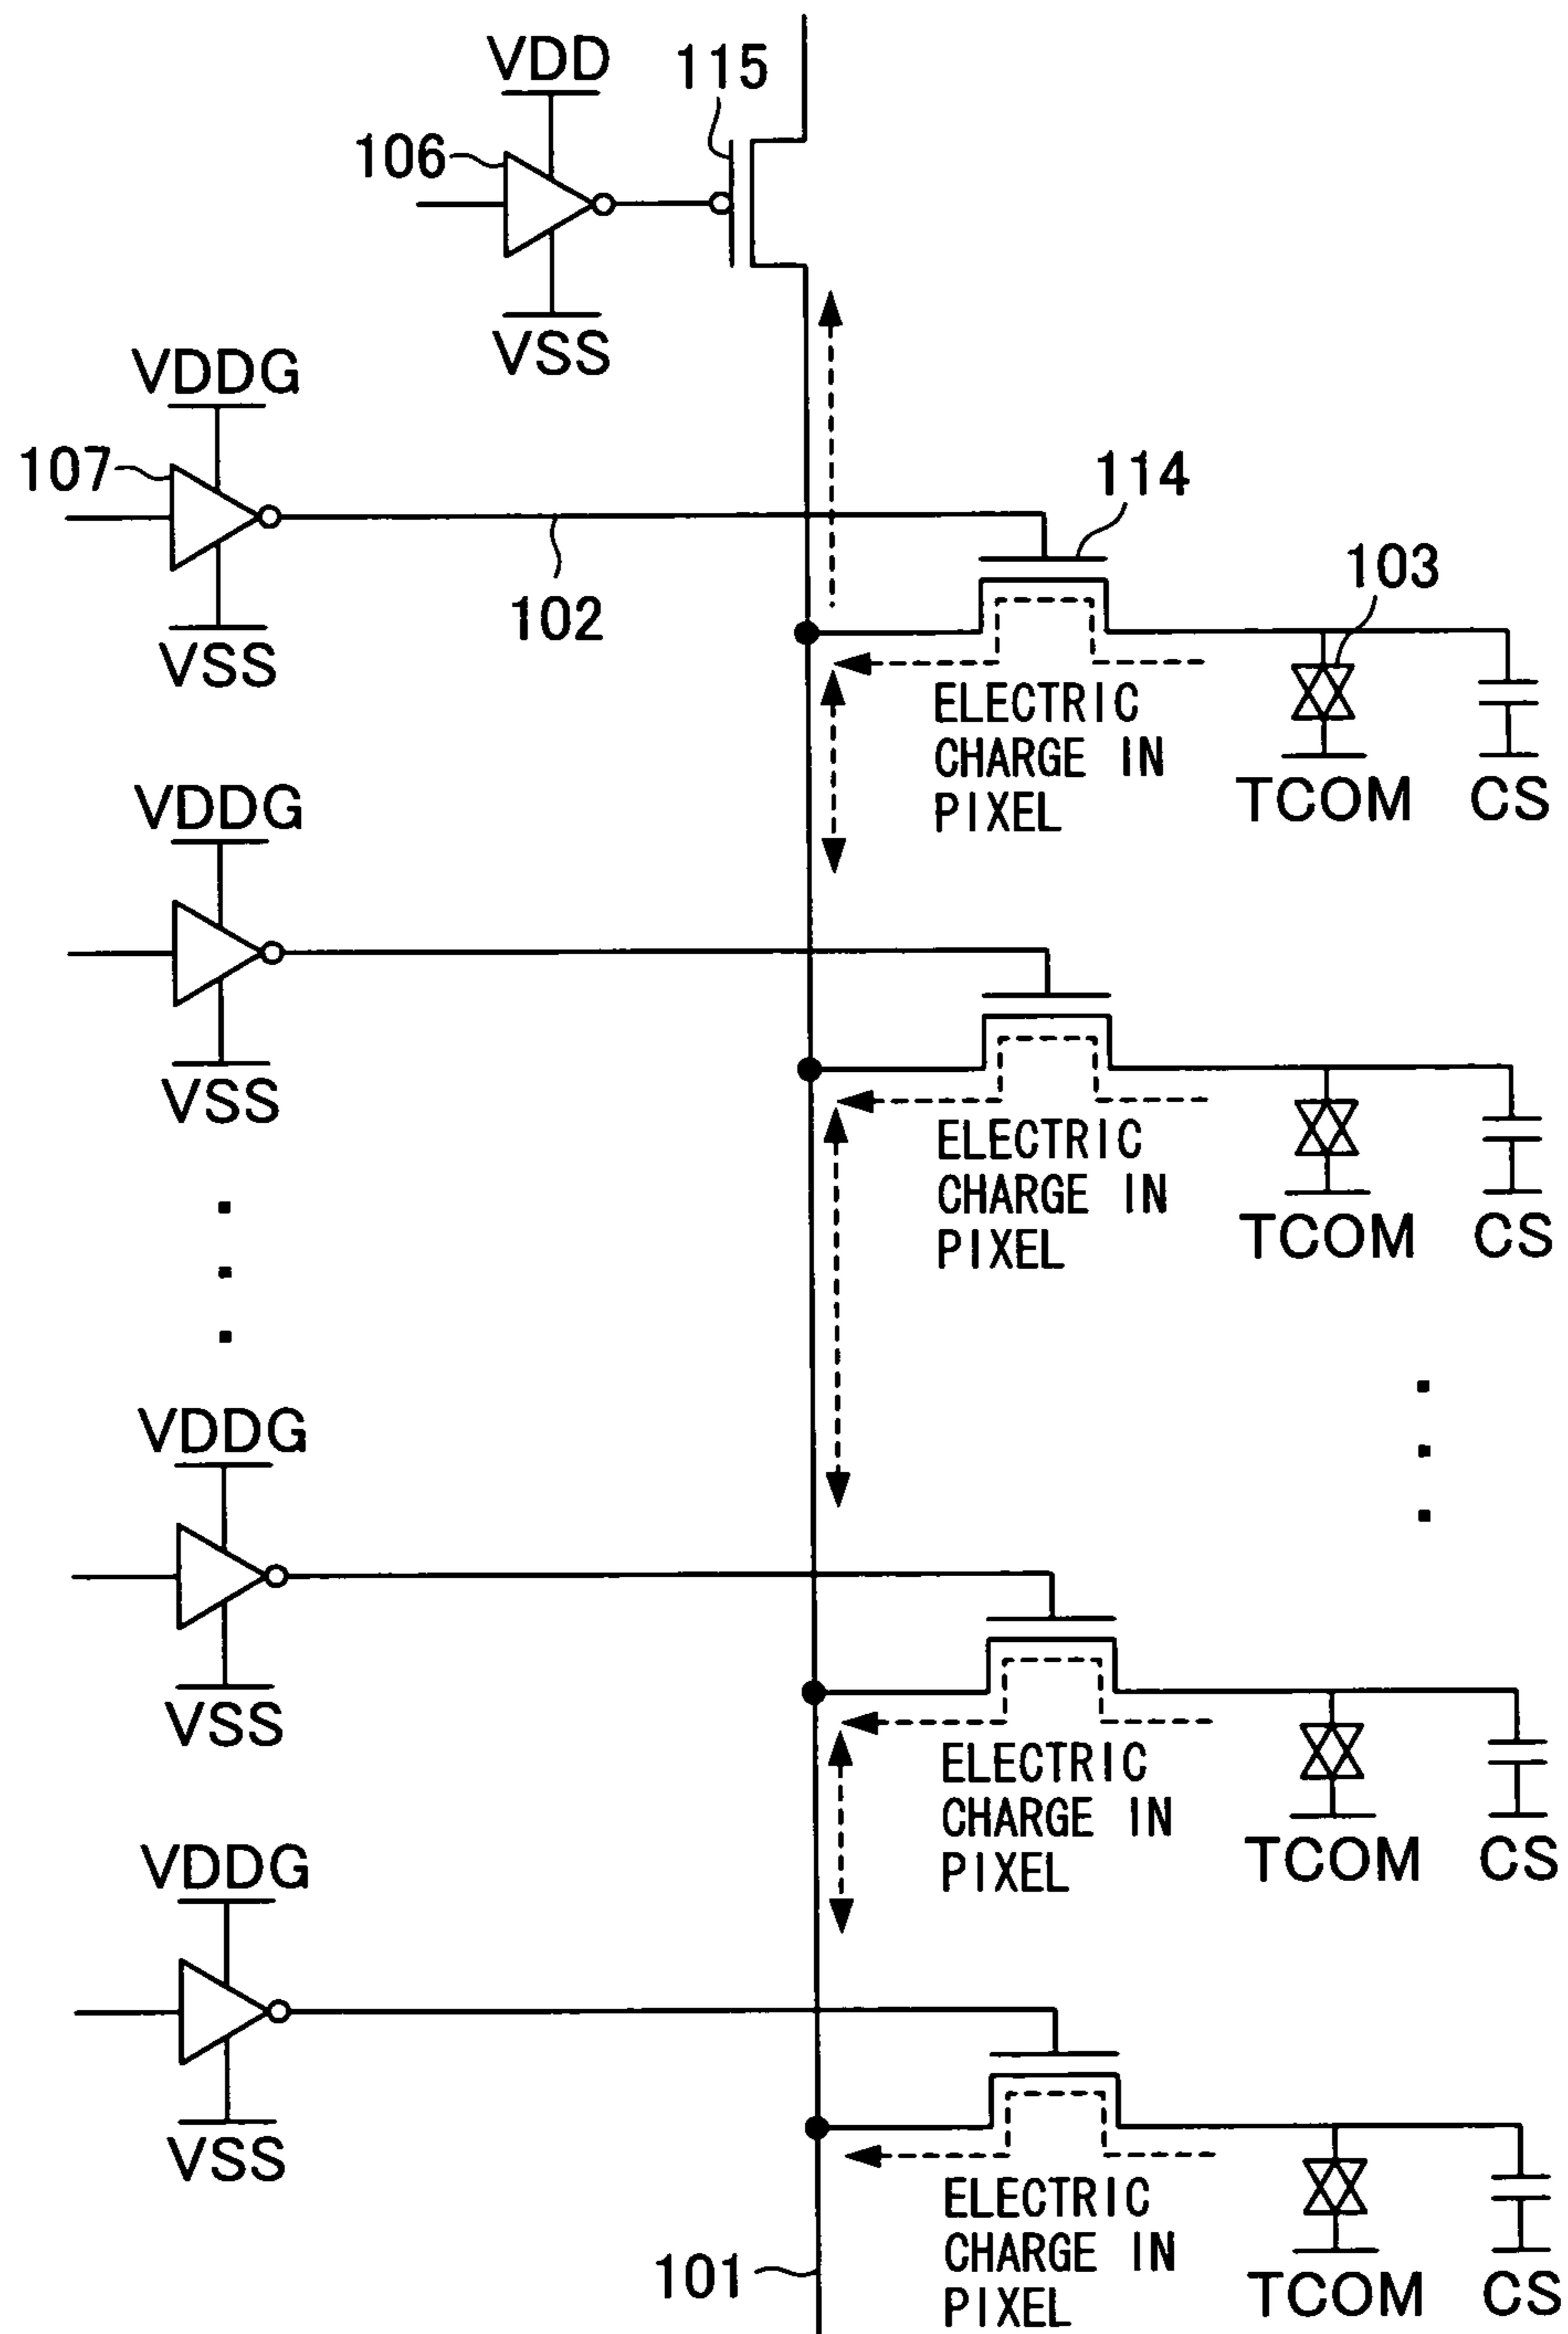 VDD
115
106
VSS
VDDG
107
114
103
102
VSS
ELECTRIC
CHARGE IN
PIXEL
TCOM
CS
VDDG
VSS
ELECTRIC
CHARGE IN
PIXEL
TCOM
CS
VDDG
VSS
ELECTRIC
CHARGE IN
PIXEL
TCOM
CS
VDDG
VSS
ELECTRIC
CHARGE IN
PIXEL
TCOM
CS
101